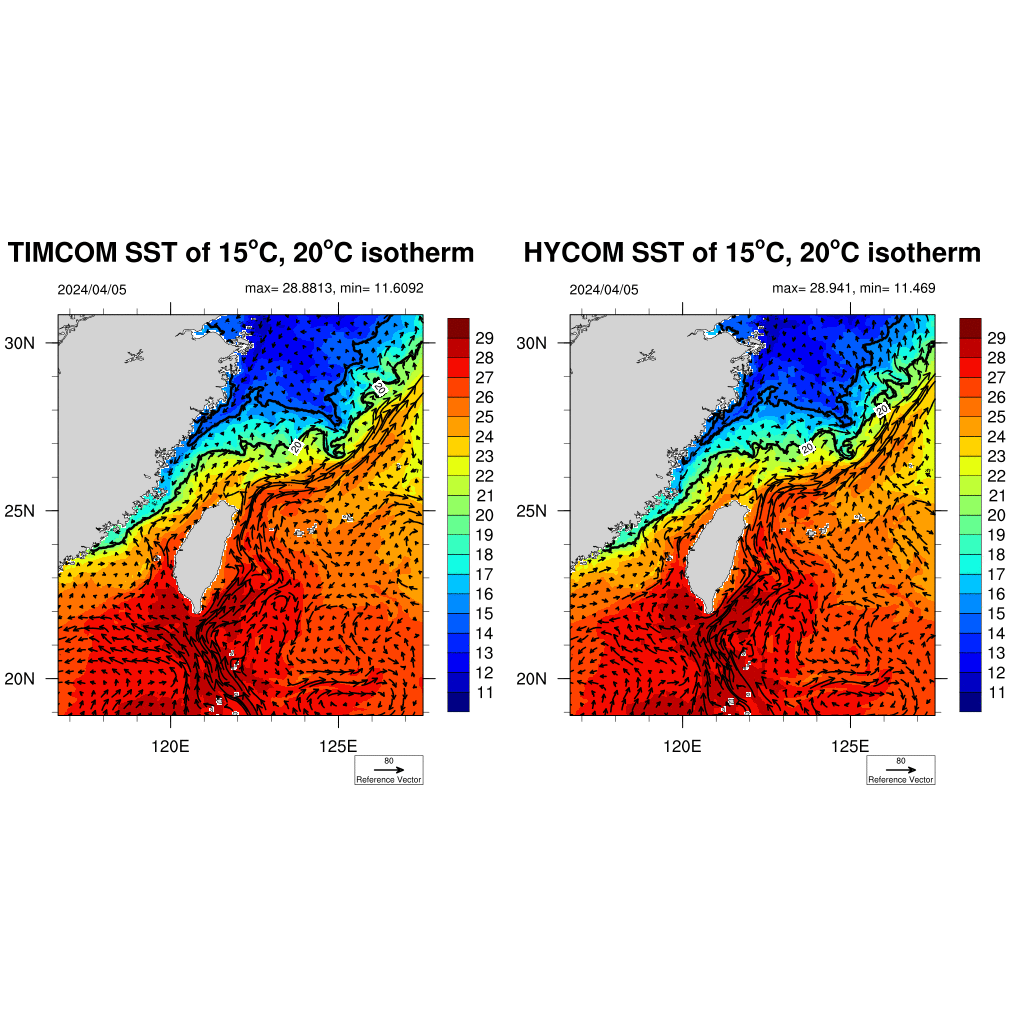 TIMCOM SST of 15°C, 20°C isotherm
2024/04/05
max= 28.8813, min= 11.6092
30N
25N
20N
120E
125E
20
20
29
28
27
26
25
24
23
22
21
20
19
18
17
16
15
14
13
12
11
80
Reference Vector
HYCOM SST of 15°C, 20°C isotherm
2024/04/05
max= 28.941, min= 11.469
30N
25N
20N
120E
125E
20
20
29
28
27
26
25
24
23
22
21
20
19
18
17
16
15
14
13
12
11
80
Reference Vector